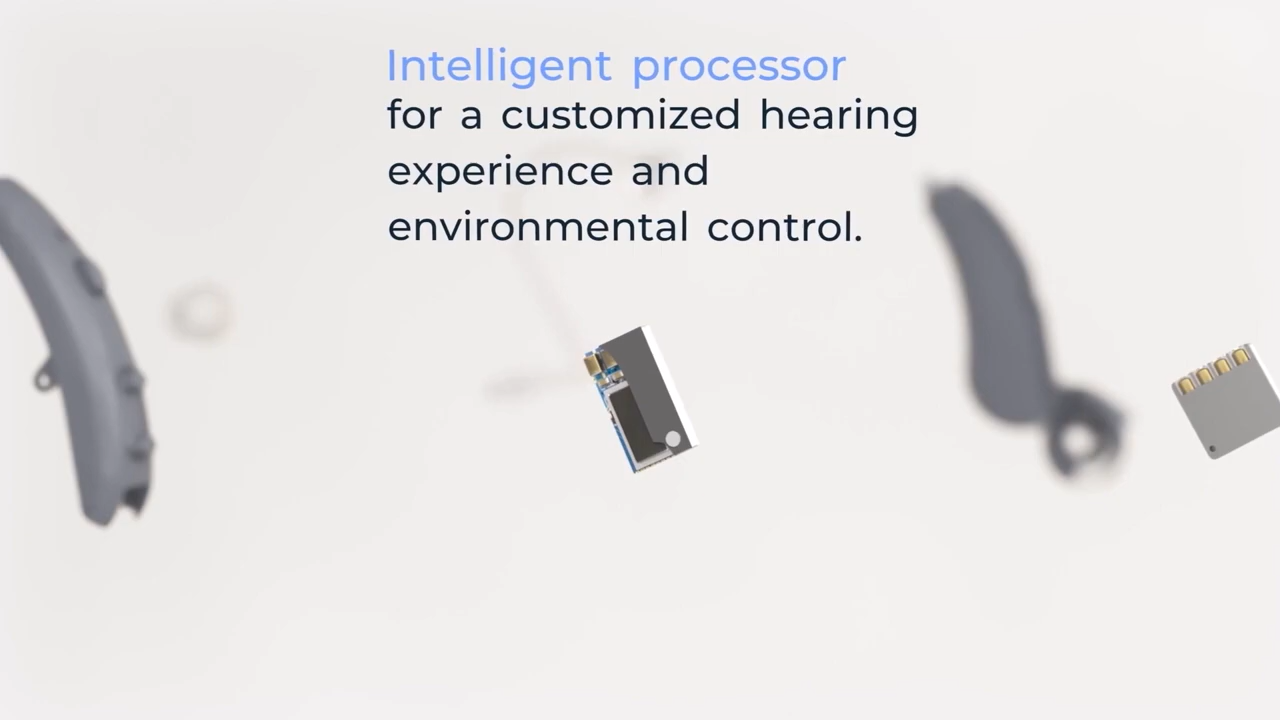 Intelligent processor
for a customized hearing
experience and
environmental control.